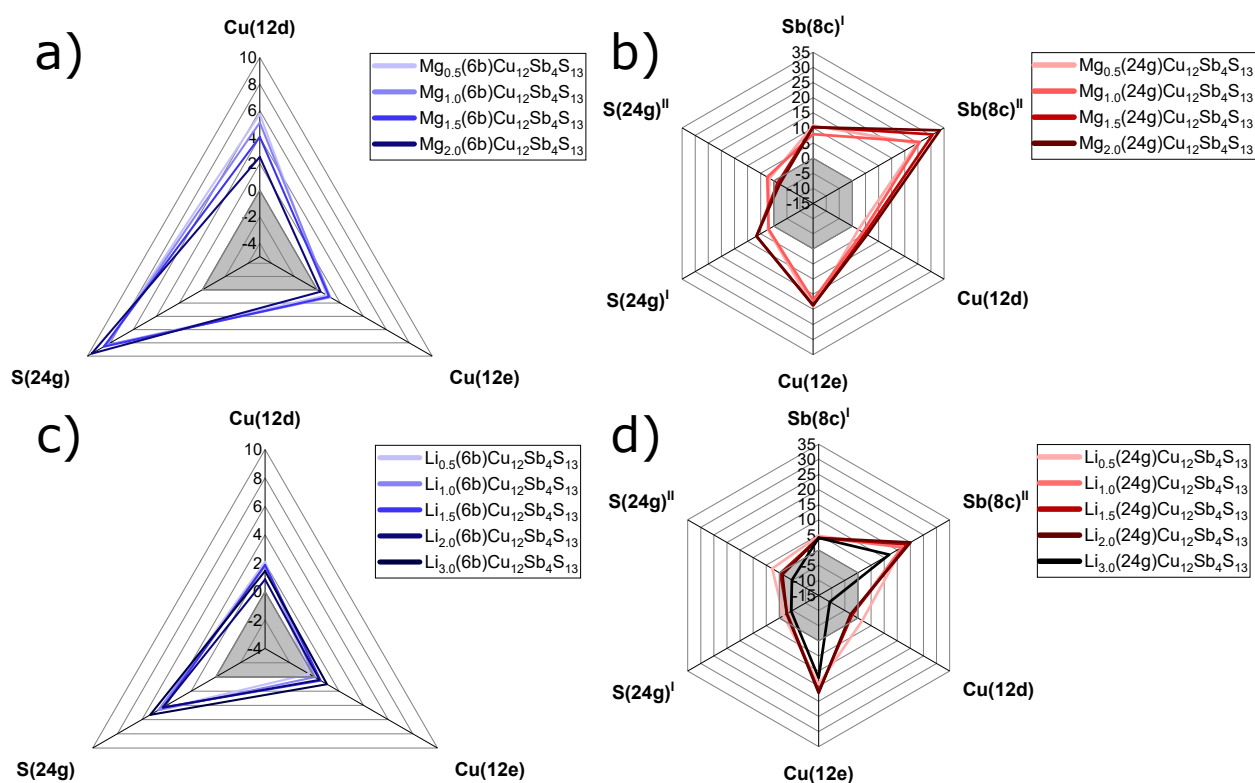 a)
Cu(12d)
10
8
6
4
2
0
-2
-4
S(24g)
Cu(12e)
Mg0.5(6b)Cu12Sb4S13
Mg1.0(6b)Cu12Sb4S13
Mg1.5(6b)Cu12Sb4S13
Mg2.0(6b)Cu12Sb4S13
b)
Sb(8c)I
35
30
25
20
15
10
5
0
-5
-10
-15
S(24g)II
Sb(8c)II
S(24g)I
Cu(12d)
Cu(12e)
Mg0.5(24g)Cu12Sb4S13
Mg1.0(24g)Cu12Sb4S13
Mg1.5(24g)Cu12Sb4S13
Mg2.0(24g)Cu12Sb4S13
c)
Cu(12d)
10
8
6
4
2
0
-2
-4
S(24g)
Cu(12e)
Li0.5(6b)Cu12Sb4S13
Li1.0(6b)Cu12Sb4S13
Li1.5(6b)Cu12Sb4S13
Li2.0(6b)Cu12Sb4S13
Li3.0(6b)Cu12Sb4S13
d)
Sb(8c)I
35
30
25
20
15
10
5
0
-5
-10
-15
S(24g)II
Sb(8c)II
S(24g)I
Cu(12d)
Cu(12e)
Li0.5(24g)Cu12Sb4S13
Li1.0(24g)Cu12Sb4S13
Li1.5(24g)Cu12Sb4S13
Li2.0(24g)Cu12Sb4S13
Li3.0(24g)Cu12Sb4S13